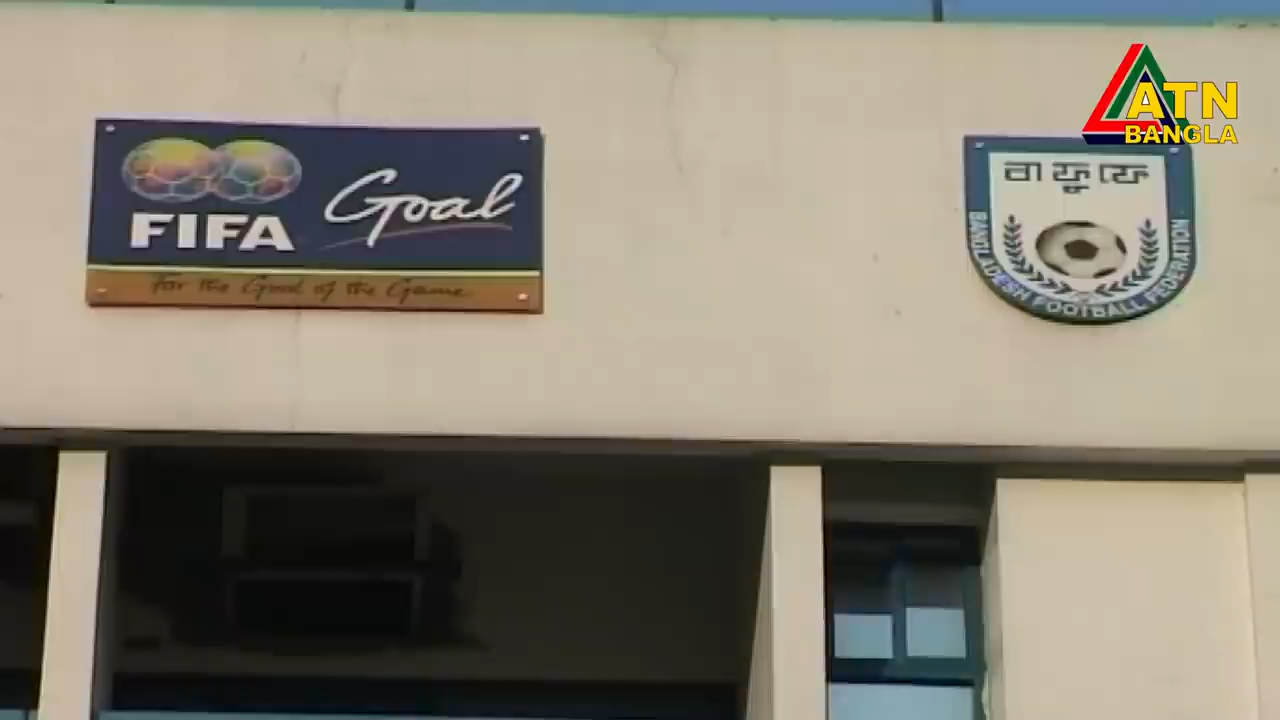 FIFA
Goal
For the Good of the Game
বা ফু ফে
BANGLADESH FOOTBALL FEDERATION
ATN
BANGLA